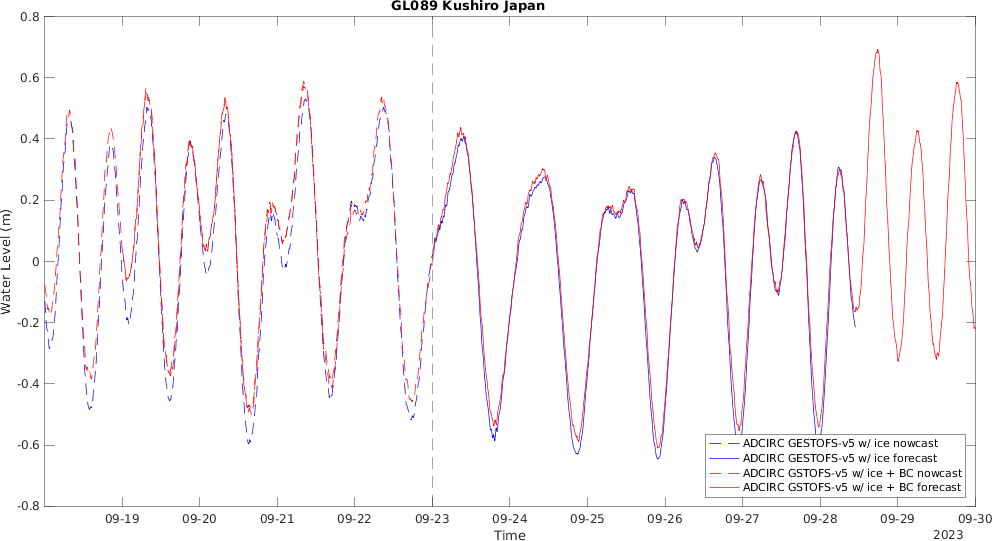 GL089 Kushiro Japan
0.8
0.6
0.4
0.2
0
-0.2
-0.4
-0.6
-0.8
Water Level (m)
ADCIRC GESTOFS-v5 w/ ice nowcast
ADCIRC GESTOFS-v5 w/ ice forecast
ADCIRC GSTOFS-v5 w/ ice + BC nowcast
ADCIRC GSTOFS-v5 w/ ice + BC forecast
09-19 09-20 09-21 09-22 09-23 09-24 09-25 09-26 09-27 09-28 09-29 09-30
Time
2023